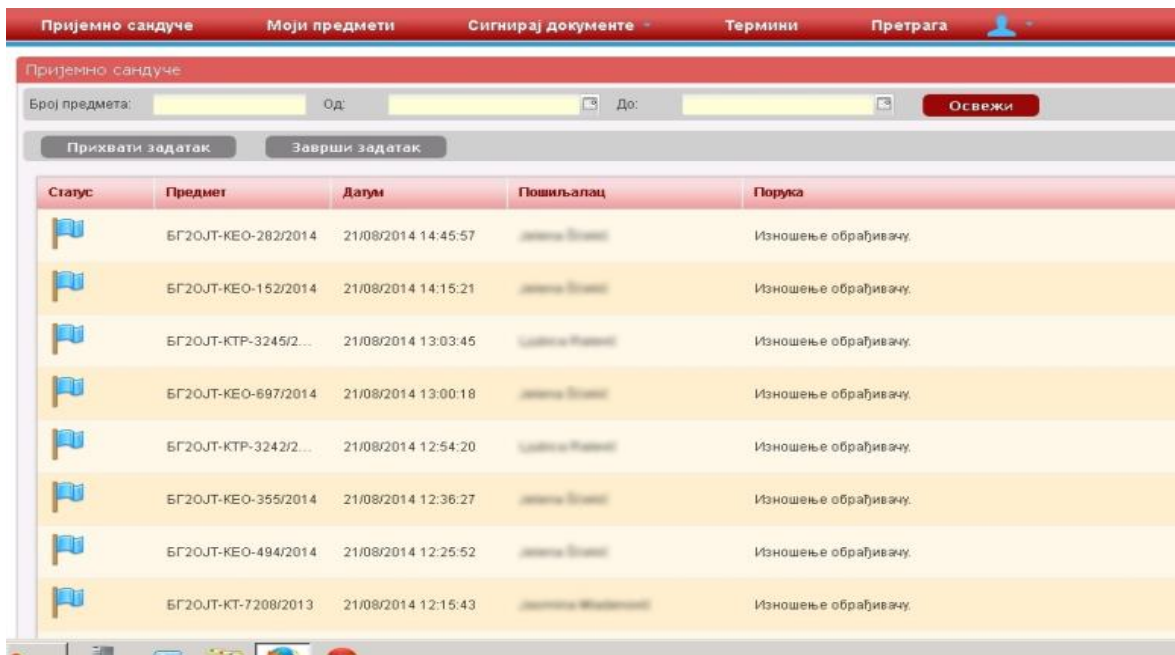 Пријемно сандуче Моји предмети Сигнирај документе Термини Претрага
Пријемно сандуче
Број предмета: Од: До: Освежи
Прихвати задатак Заврши задатак
Статус Предмет Датум Пошиљалац Порука
БГ2ОЈТ-КЕО-282/2014 21/08/2014 14:45:57 Изношење обрађивачу.
БГ2ОЈТ-КЕО-152/2014 21/08/2014 14:15:21 Изношење обрађивачу.
БГ2ОЈТ-КТР-3245/2... 21/08/2014 13:03:45 Изношење обрађивачу.
БГ2ОЈТ-КЕО-697/2013 21/08/2014 13:00:18 Изношење обрађивачу.
БГ2ОЈТ-КТР-3242/2... 21/08/2014 12:54:20 Изношење обрађивачу.
БГ2ОЈТ-КЕО-355/2014 21/08/2014 12:36:27 Изношење обрађивачу.
БГ2ОЈТ-КЕО-494/2014 21/08/2014 12:25:52 Изношење обрађивачу.
БГ2ОЈТ-КТ-7208/2013 21/08/2014 12:15:43 Изношење обрађивачу.